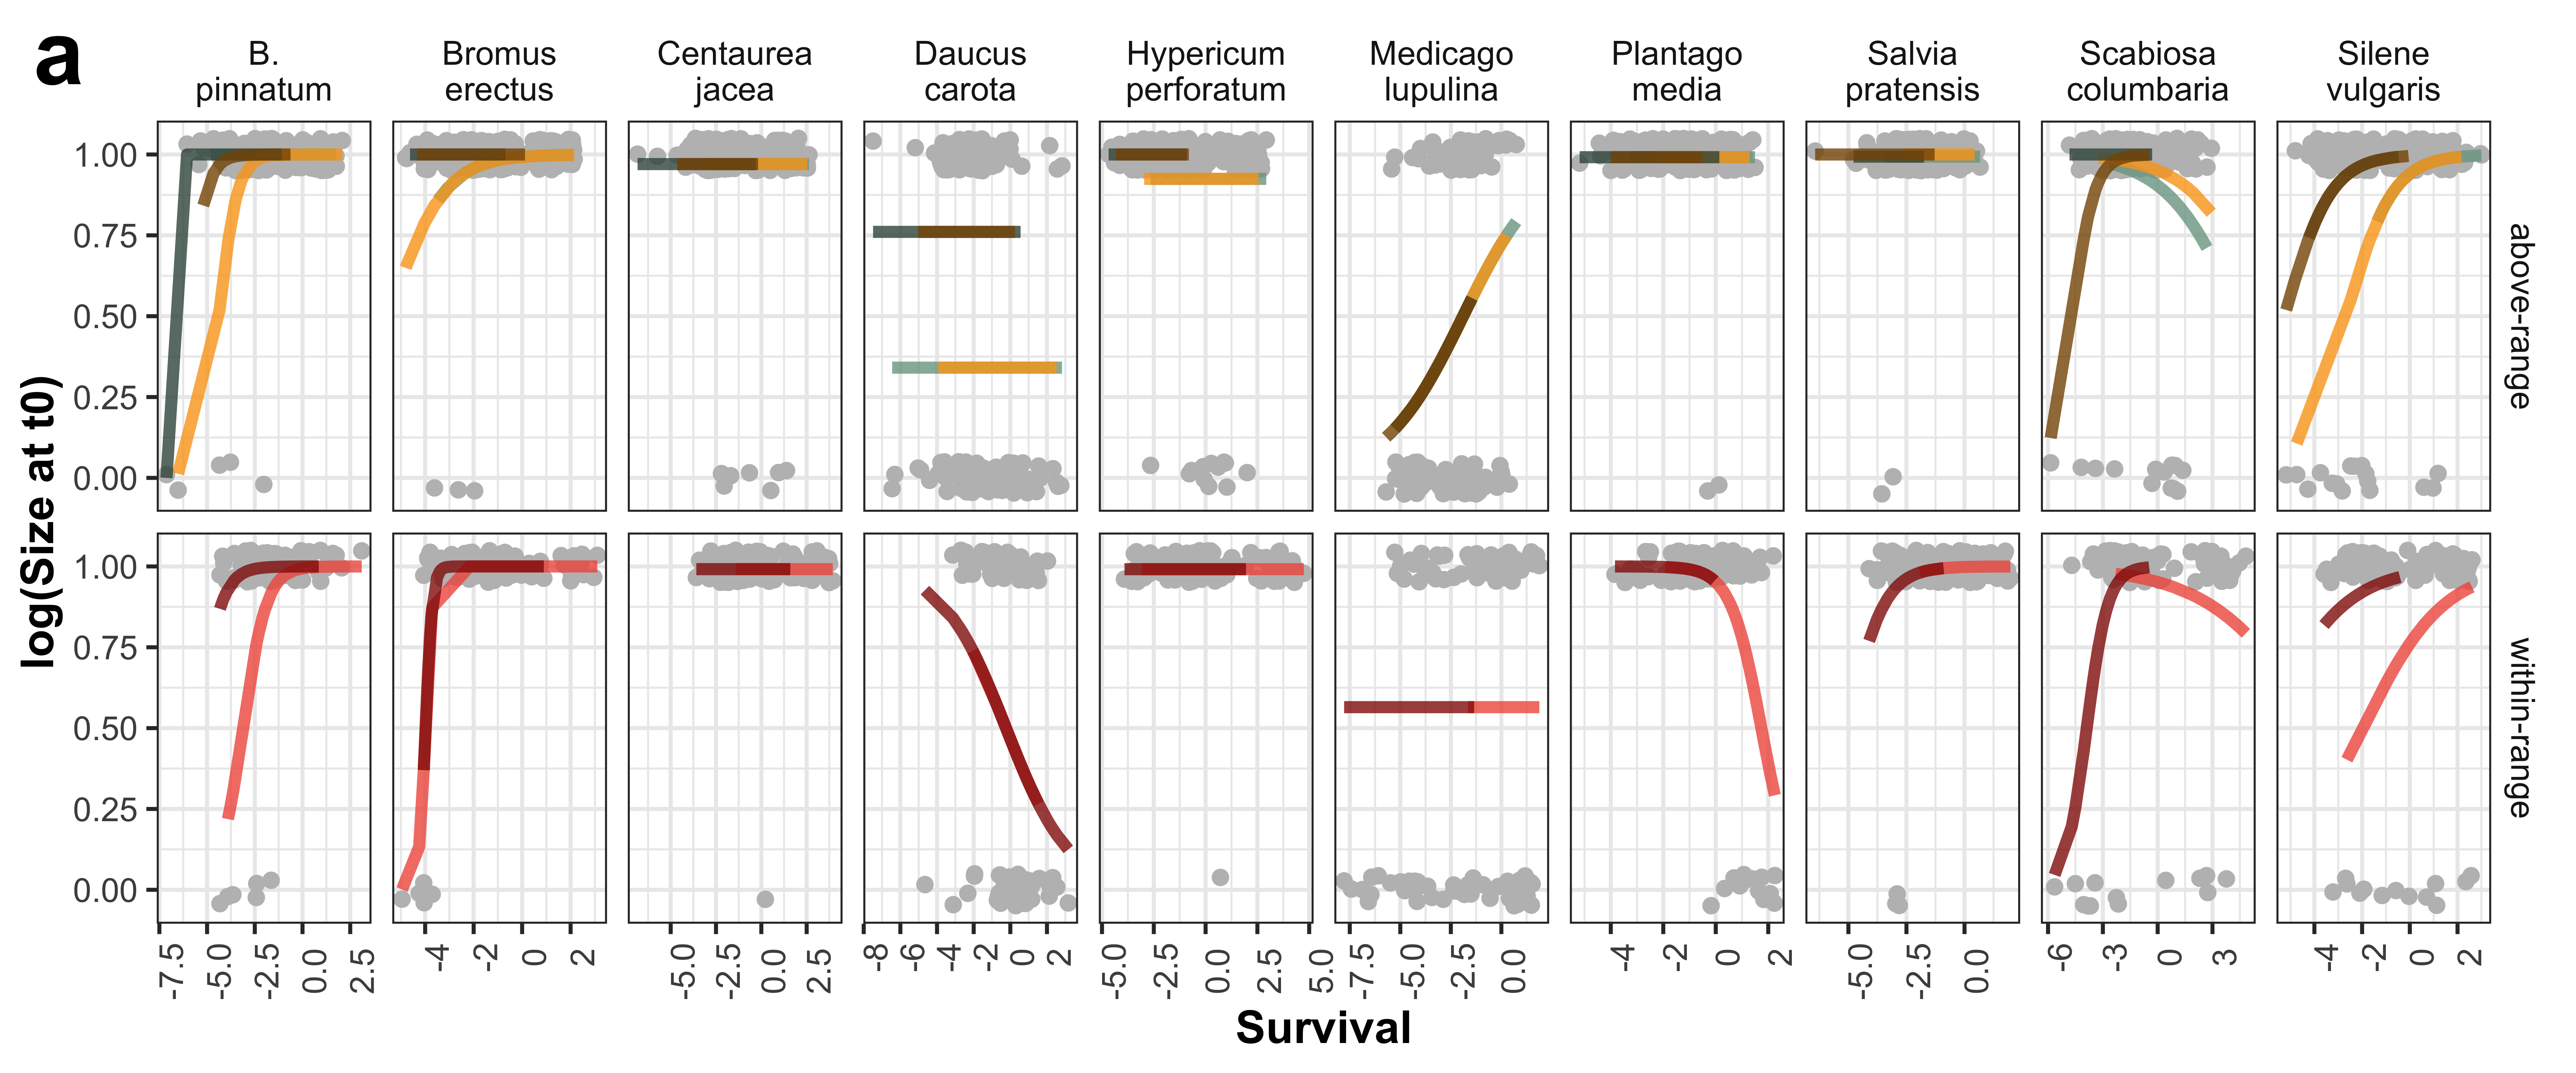 a
B.
pinnatum
Bromus
erectus
Centaurea
jacea
Daucus
carota
Hypericum
perforatum
Medicago
lupulina
Plantago
media
Salvia
pratensis
Scabiosa
columbaria
Silene
vulgaris
log(Size at t0)
1.00
0.75
0.50
0.25
0.00
above-range
1.00
0.75
0.50
0.25
0.00
within-range
-7.5 -5.0 -2.5 0.0 2.5
-4 -2 0 2
-5.0 -2.5 0.0 2.5
-8 -6 -4 -2 0 2
-5.0 -2.5 0.0 2.5 5.0
-7.5 -5.0 -2.5 0.0
-4 -2 0 2
-5.0 -2.5 0.0
-6 -3 0 3
-4 -2 0 2
Survival